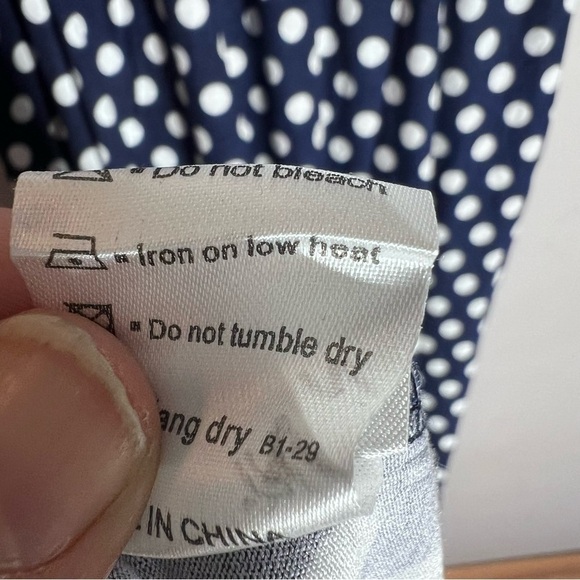 = Do not bleach
= Iron on low heat
= Do not tumble dry
ang dry B1-29
IN CHINA